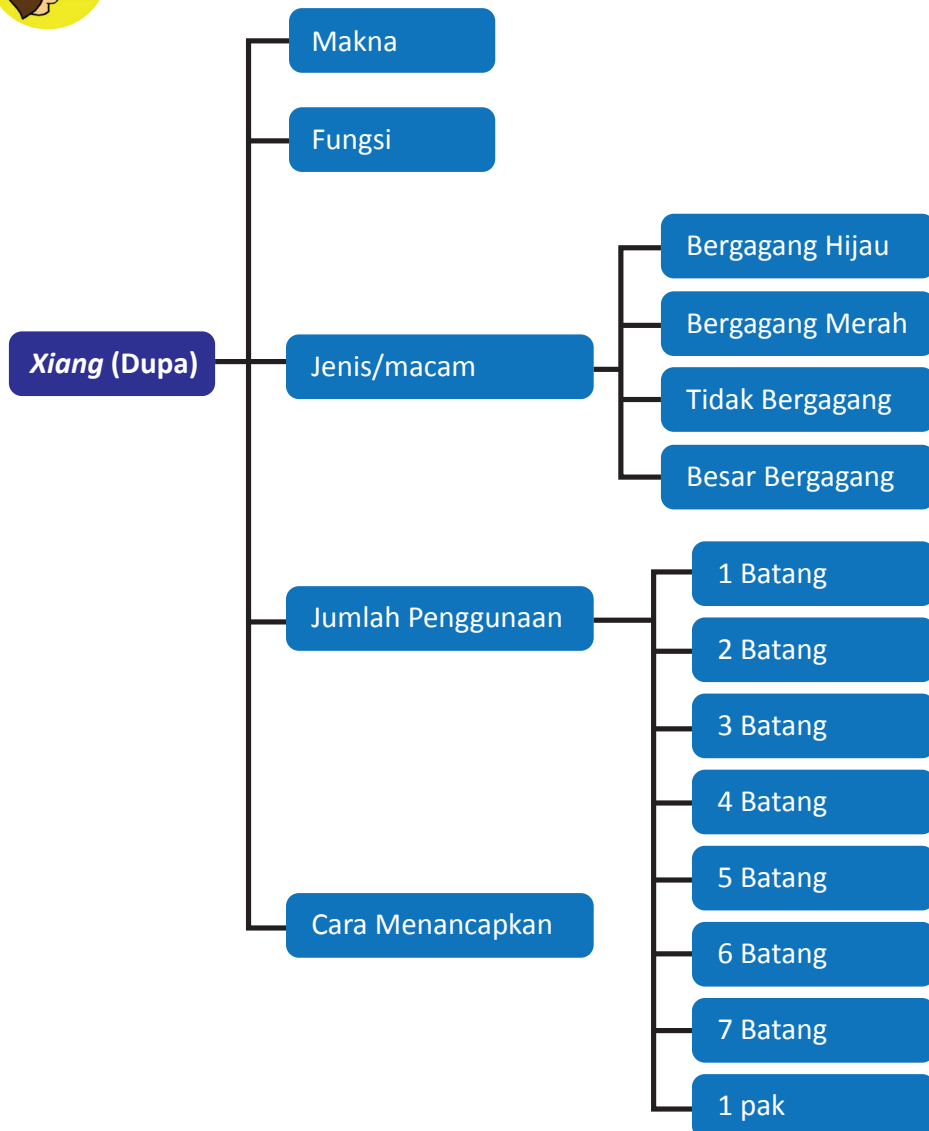 Xiang (Dupa)
Makna
Fungsi
Jenis/macam
Bergagang Hijau
Bergagang Merah
Tidak Bergagang
Besar Bergagang
Jumlah Penggunaan
1 Batang
2 Batang
3 Batang
4 Batang
5 Batang
6 Batang
7 Batang
1 pak
Cara Menancapkan